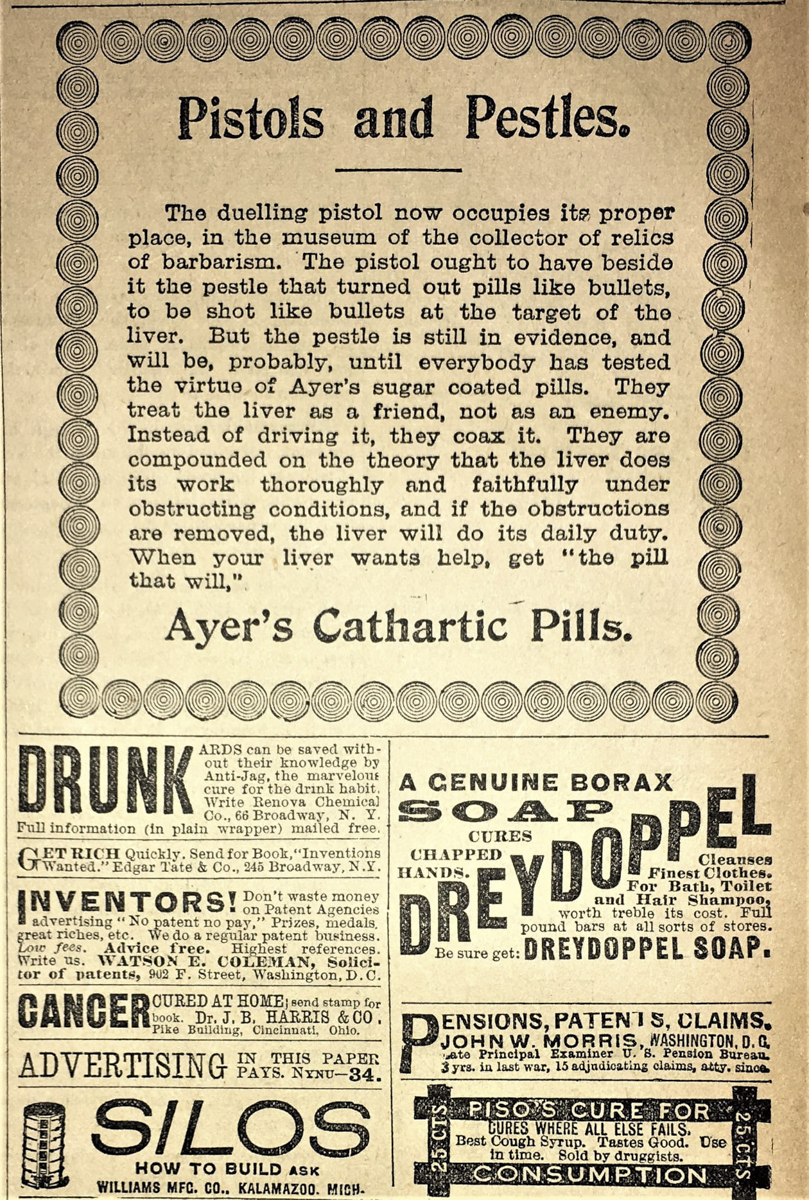 Pistols and Pestles.
The duelling pistol now occupies its proper
place, in the museum of the collector of relics
of barbarism. The pistol ought to have beside
it the pestle that turned out pills like bullets,
to be shot like bullets at the target of the
liver. But the pestle is still in evidence, and
will be, probably, until everybody has tested
the virtue of Ayer's sugar coated pills. They
treat the liver as a friend, not as an enemy.
Instead of driving it, they coax it. They are
compounded on the theory that the liver does
its work thoroughly and faithfully under
obstructing conditions, and if the obstructions
are removed, the liver will do its daily duty.
When your liver wants help, get "the pill
that will,"
Ayer's Cathartic Pills.
DRUNKARDS can be saved with-
out their knowledge by
Anti-Jag, the marvelous
cure for the drink habit.
Write Renova Chemical
Co., 66 Broadway, N. Y.
Full information (in plain wrapper) mailed free.
GET RICH Quickly. Send for Book, "Inventions
Wanted." Edgar Tate & Co., 245 Broadway, N.Y.
INVENTORS! Don't waste money
on Patent Agencies
advertising "No patent no pay," Prizes, medals,
great riches, etc. We do a regular patent business.
Low fees. Advice free. Highest references.
Write us. WATSON E. COLEMAN, Solici-
tor of patents, 902 F. Street, Washington, D. C.
CANCER CURED AT HOME; send stamp for
book. Dr. J. B. HARRIS & CO.,
Pike Building, Cincinnati, Ohio.
ADVERTISING IN THIS PAPER
PAYS. NYNU—34.
SILOS
HOW TO BUILD ASK
WILLIAMS MFG. CO., KALAMAZOO. MICH.
A GENUINE BORAX
SOAP
CURES
CHAPPED
HANDS.
DREYDOPPEL
Cleanses
Finest Clothes.
For Bath, Toilet
and Hair Shampoo,
worth treble its cost. Full
pound bars at all sorts of stores.
Be sure get: DREYDOPPEL SOAP.
PENSIONS, PATENTS, CLAIMS.
JOHN W. MORRIS, WASHINGTON, D.C.
Late Principal Examiner U. S. Pension Bureau.
3 yrs. in last war, 15 adjudicating claims, atty. since.
PISO'S CURE FOR
25 CTS
CURES WHERE ALL ELSE FAILS.
Best Cough Syrup. Tastes Good. Use
in time. Sold by druggists.
25 CTS
CONSUMPTION